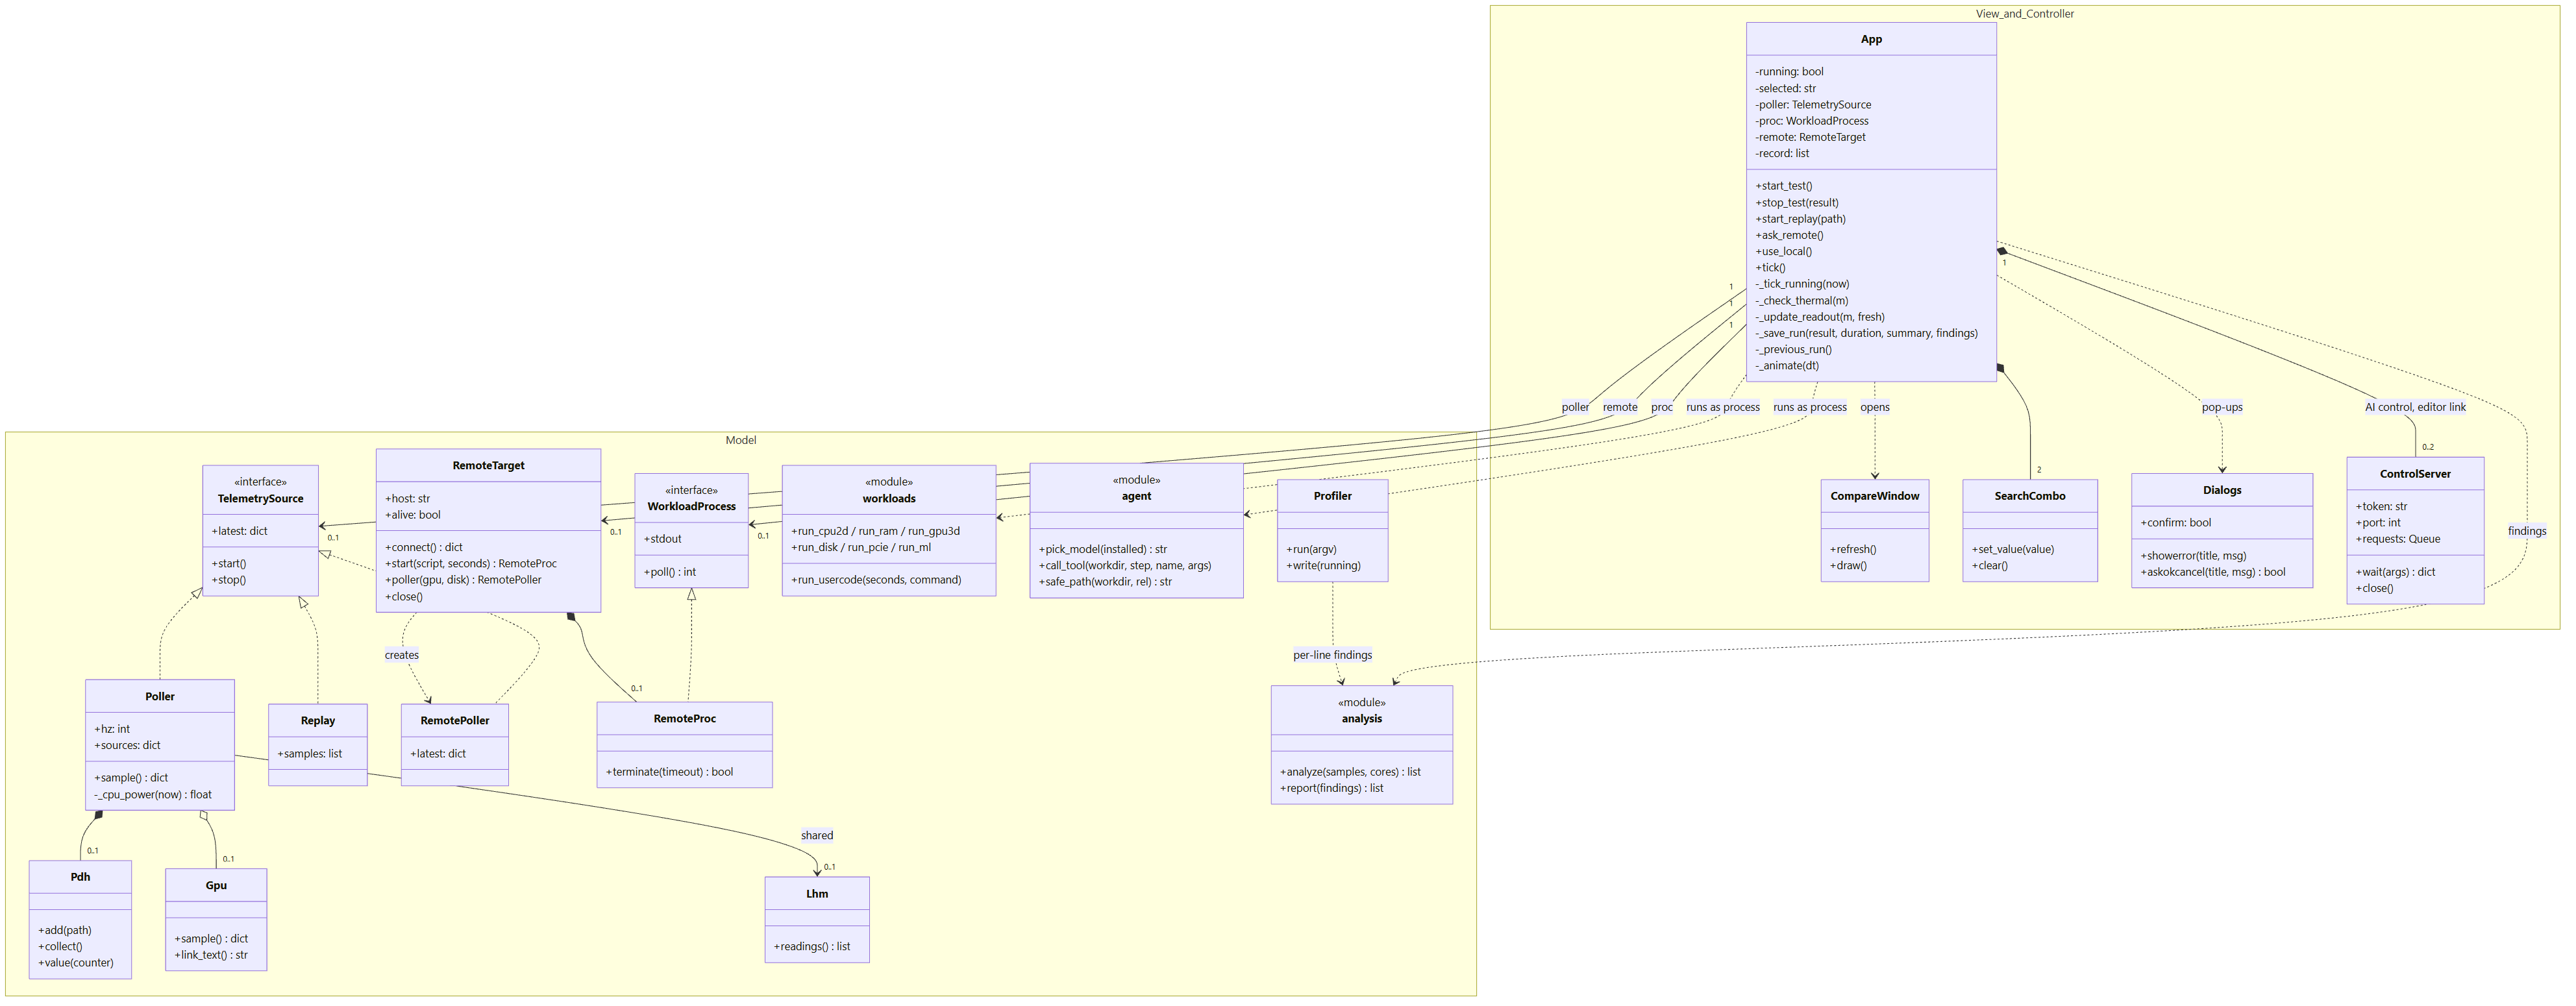 View_and_Controller
App
-running: bool
-selected: str
-poller: TelemetrySource
-proc: WorkloadProcess
-remote: RemoteTarget
-record: list
+start_test()
+stop_test(result)
+start_replay(path)
+ask_remote()
+use_local()
+tick()
-_tick_running(now)
-_check_thermal(m)
-_update_readout(m, fresh)
-_save_run(result, duration, summary, findings)
-_previous_run()
-_animate(dt)
1
1
1
1
poller
remote
proc
runs as process
runs as process
opens
pop-ups
AI control, editor link
findings
CompareWindow
+refresh()
+draw()
2
SearchCombo
+set_value(value)
+clear()
Dialogs
+confirm: bool
+showerror(title, msg)
+askokcancel(title, msg) : bool
0..2
ControlServer
+token: str
+port: int
+requests: Queue
+wait(args) : dict
+close()
Model
«interface»
TelemetrySource
+latest: dict
+start()
+stop()
0..1
RemoteTarget
+host: str
+alive: bool
+connect() : dict
+start(script, seconds) : RemoteProc
+poller(gpu, disk) : RemotePoller
+close()
0..1
«interface»
WorkloadProcess
+stdout
+poll() : int
0..1
«module»
workloads
+run_cpu2d / run_ram / run_gpu3d
+run_disk / run_pcie / run_ml
+run_usercode(seconds, command)
«module»
agent
+pick_model(installed) : str
+call_tool(workdir, step, name, args)
+safe_path(workdir, rel) : str
Profiler
+run(argv)
+write(running)
creates
per-line findings
Poller
+hz: int
+sources: dict
+sample() : dict
-_cpu_power(now) : float
Replay
+samples: list
RemotePoller
+latest: dict
0..1
RemoteProc
+terminate(timeout) : bool
«module»
analysis
+analyze(samples, cores) : list
+report(findings) : list
shared
0..1
0..1
0..1
Pdh
+add(path)
+collect()
+value(counter)
Gpu
+sample() : dict
+link_text() : str
Lhm
+readings() : list